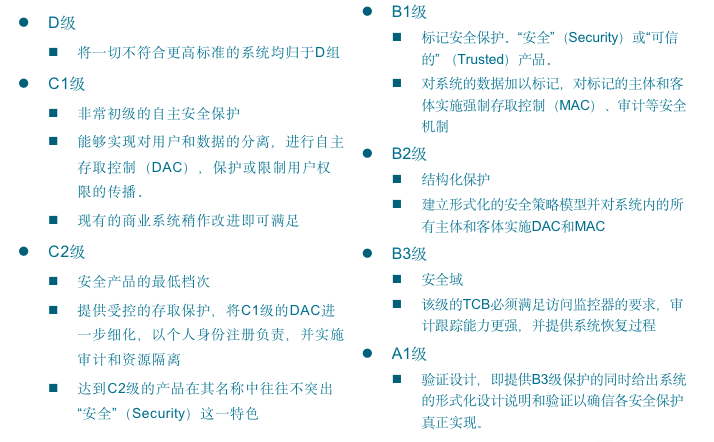 D级
将一切不符合更高标准的系统均归于D组
C1级
非常初级的自主安全保护
能够实现对用户和数据的分离，进行自主
存取控制（DAC），保护或限制用户权
限的传播。
现有的商业系统稍作改进即可满足
C2级
安全产品的最低档次
提供受控的存取保护，将C1级的DAC进
一步细化，以个人身份注册负责，并实施
审计和资源隔离
达到C2级的产品在其名称中往往不突出
“安全”（Security）这一特色
B1级
标记安全保护。“安全”（Security）或“可信
的”（Trusted）产品。
对系统的数据加以标记，对标记的主体和客
体实施强制存取控制（MAC）、审计等安全
机制
B2级
结构化保护
建立形式化的安全策略模型并对系统内的所
有主体和客体实施DAC和MAC
B3级
安全域
该级的TCB必须满足访问监控器的要求，审
计跟踪能力更强，并提供系统恢复过程
A1级
验证设计，即提供B3级保护的同时给出系统
的形式化设计说明和验证以确信各安全保护
真正实现。